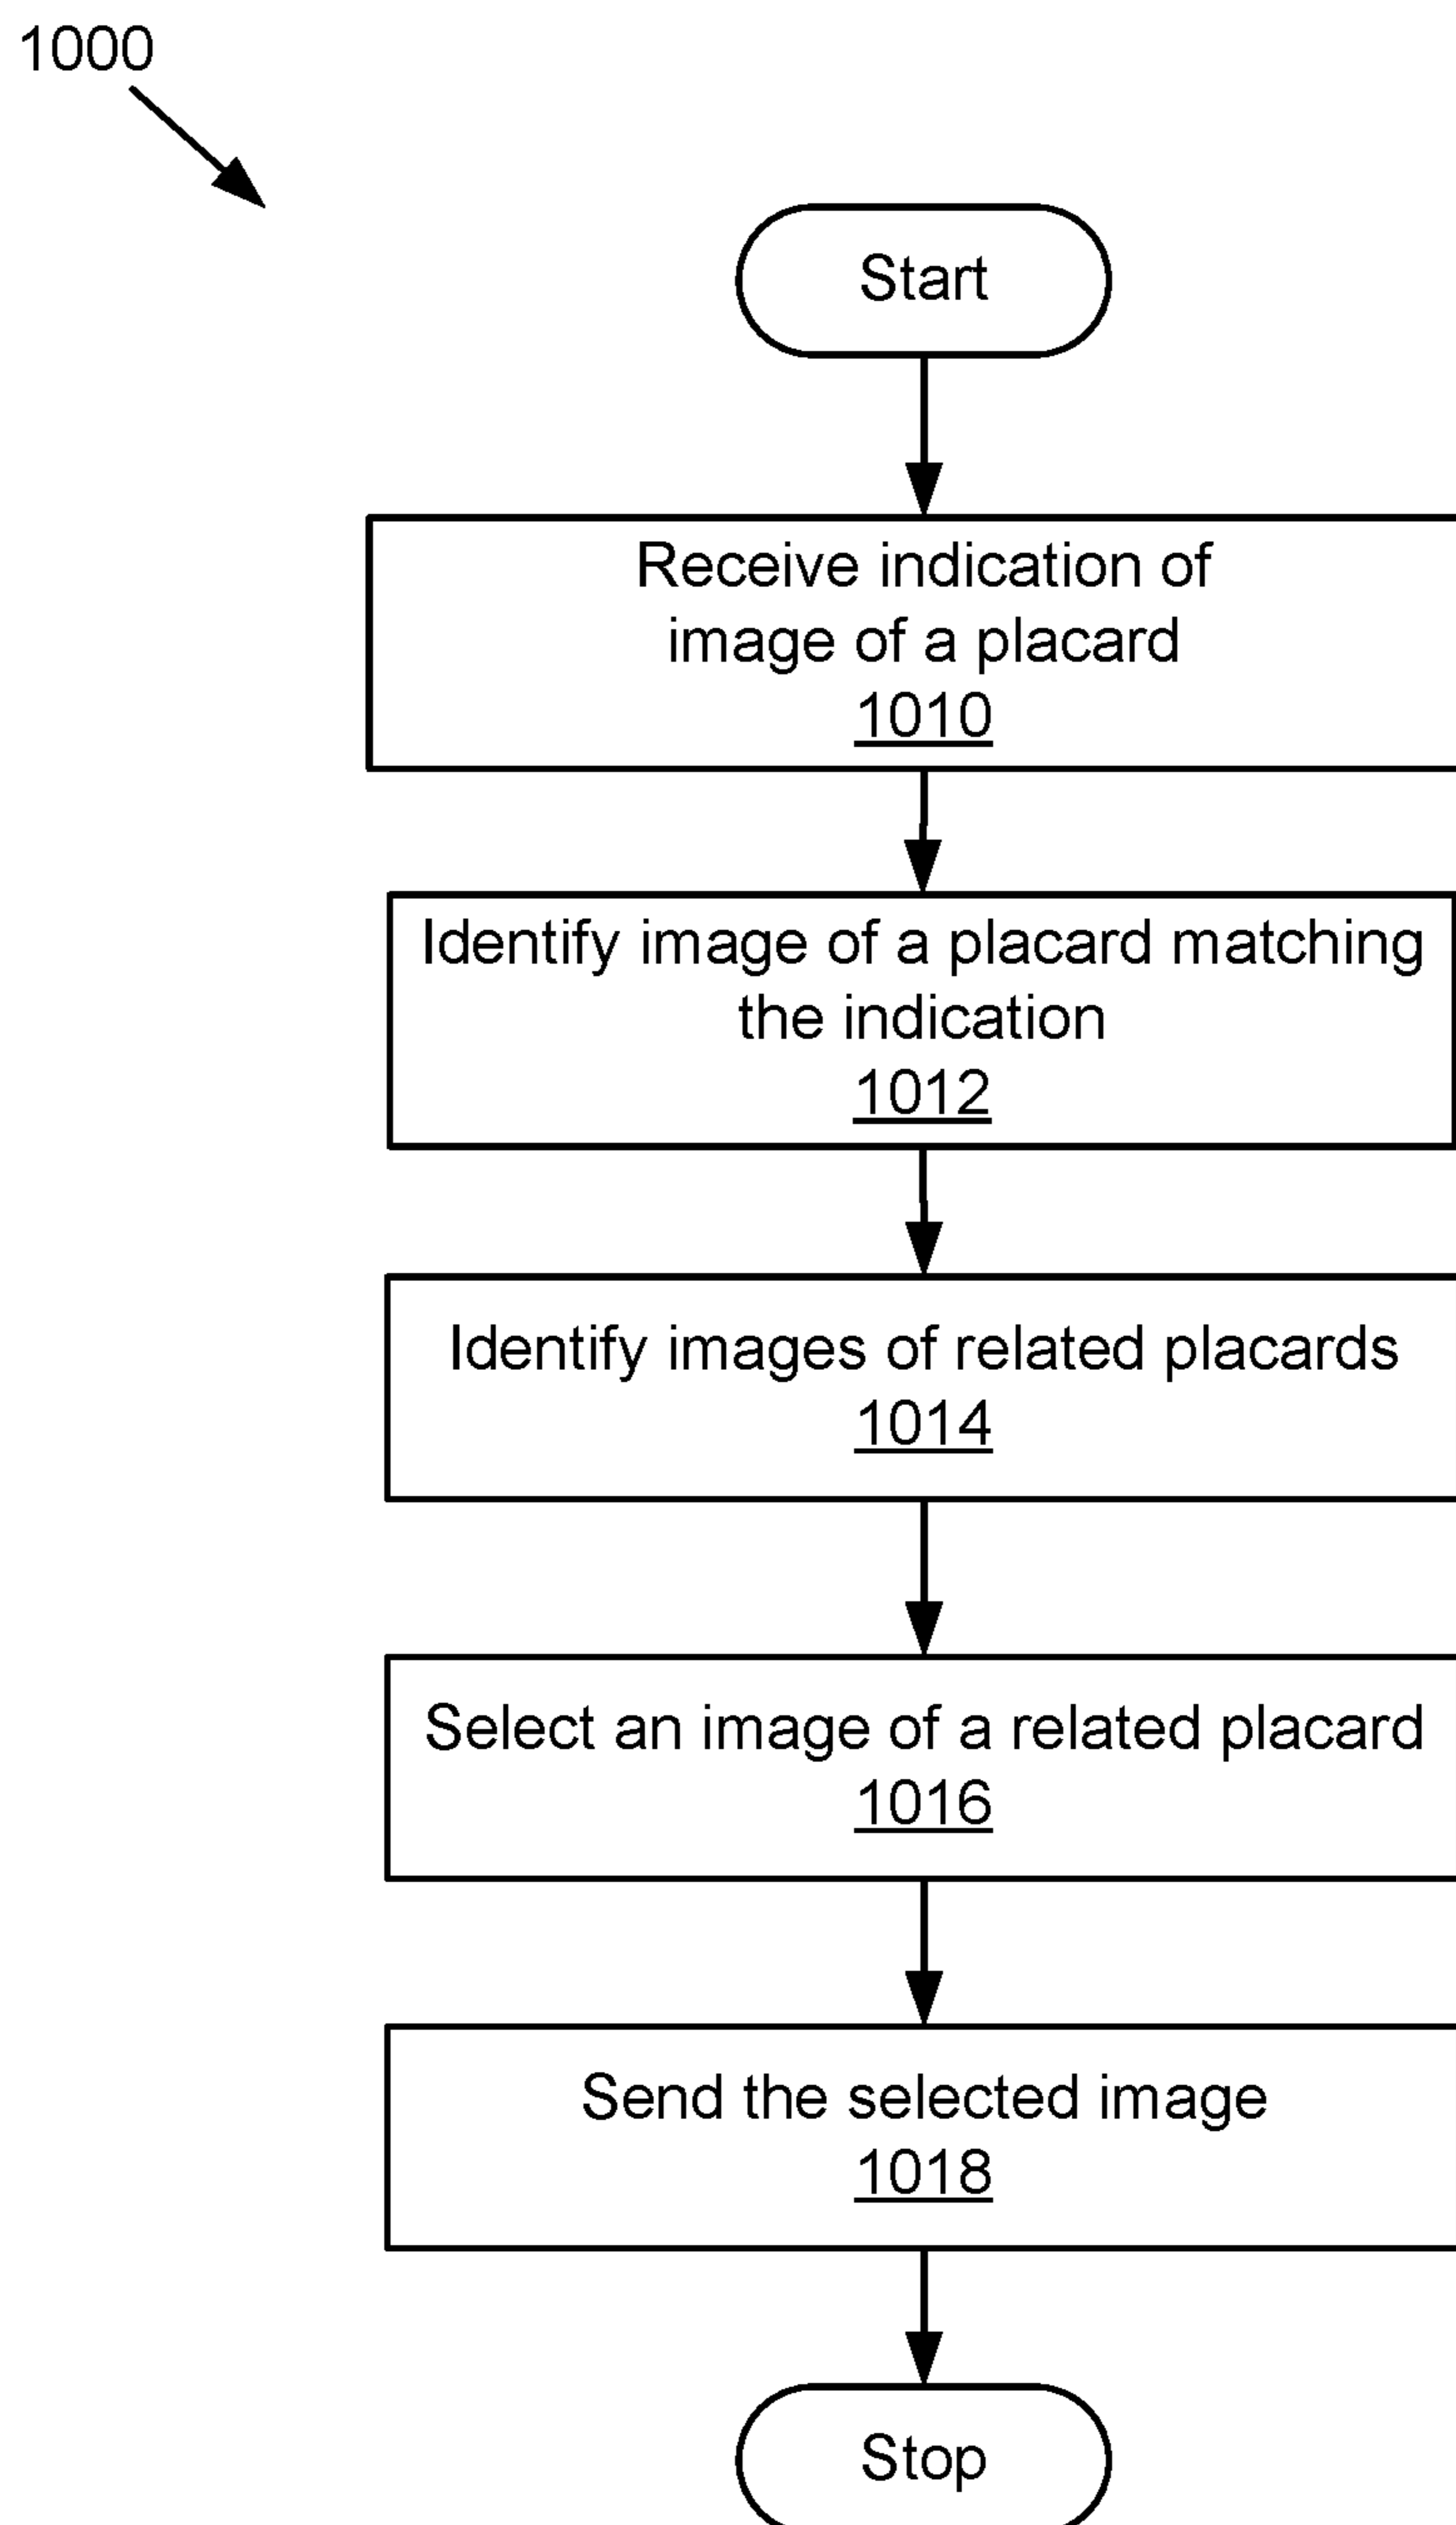 1000
Start
Receive indication of
image of a placard
1010
Identify image of a placard matching
the indication
1012
Identify images of related placards
1014
Select an image of a related placard
1016
Send the selected image
1018
Stop